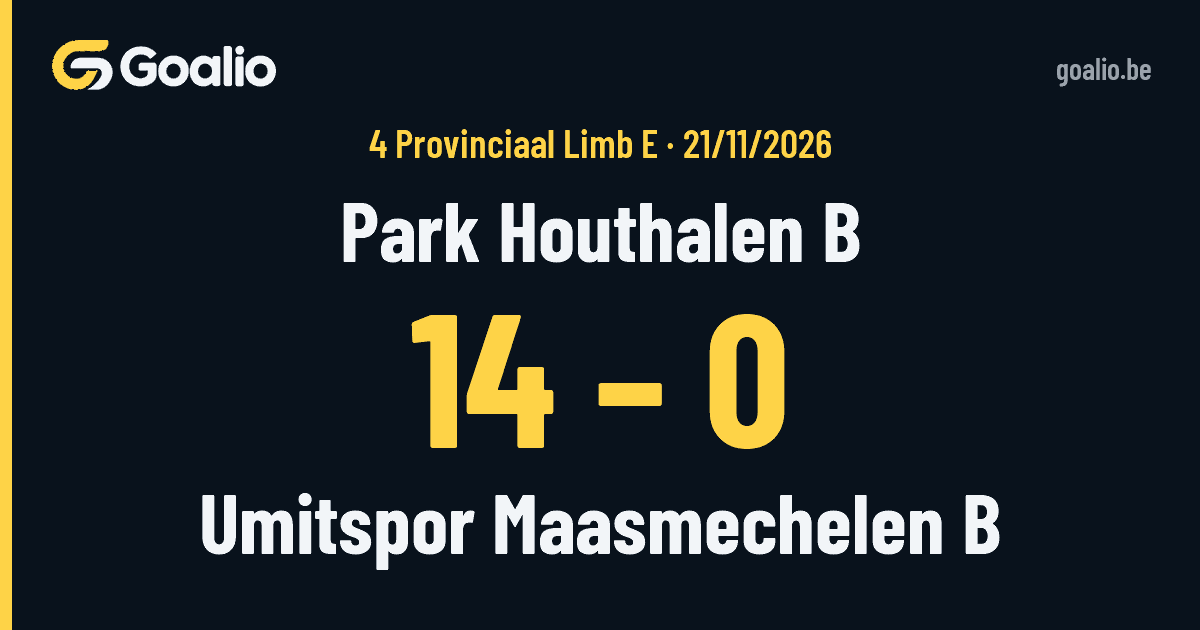 Goalio
goalio.be
4 Provinciaal Limb E · 21/11/2026
Park Houthalen B
14 – 0
Umitspor Maasmechelen B